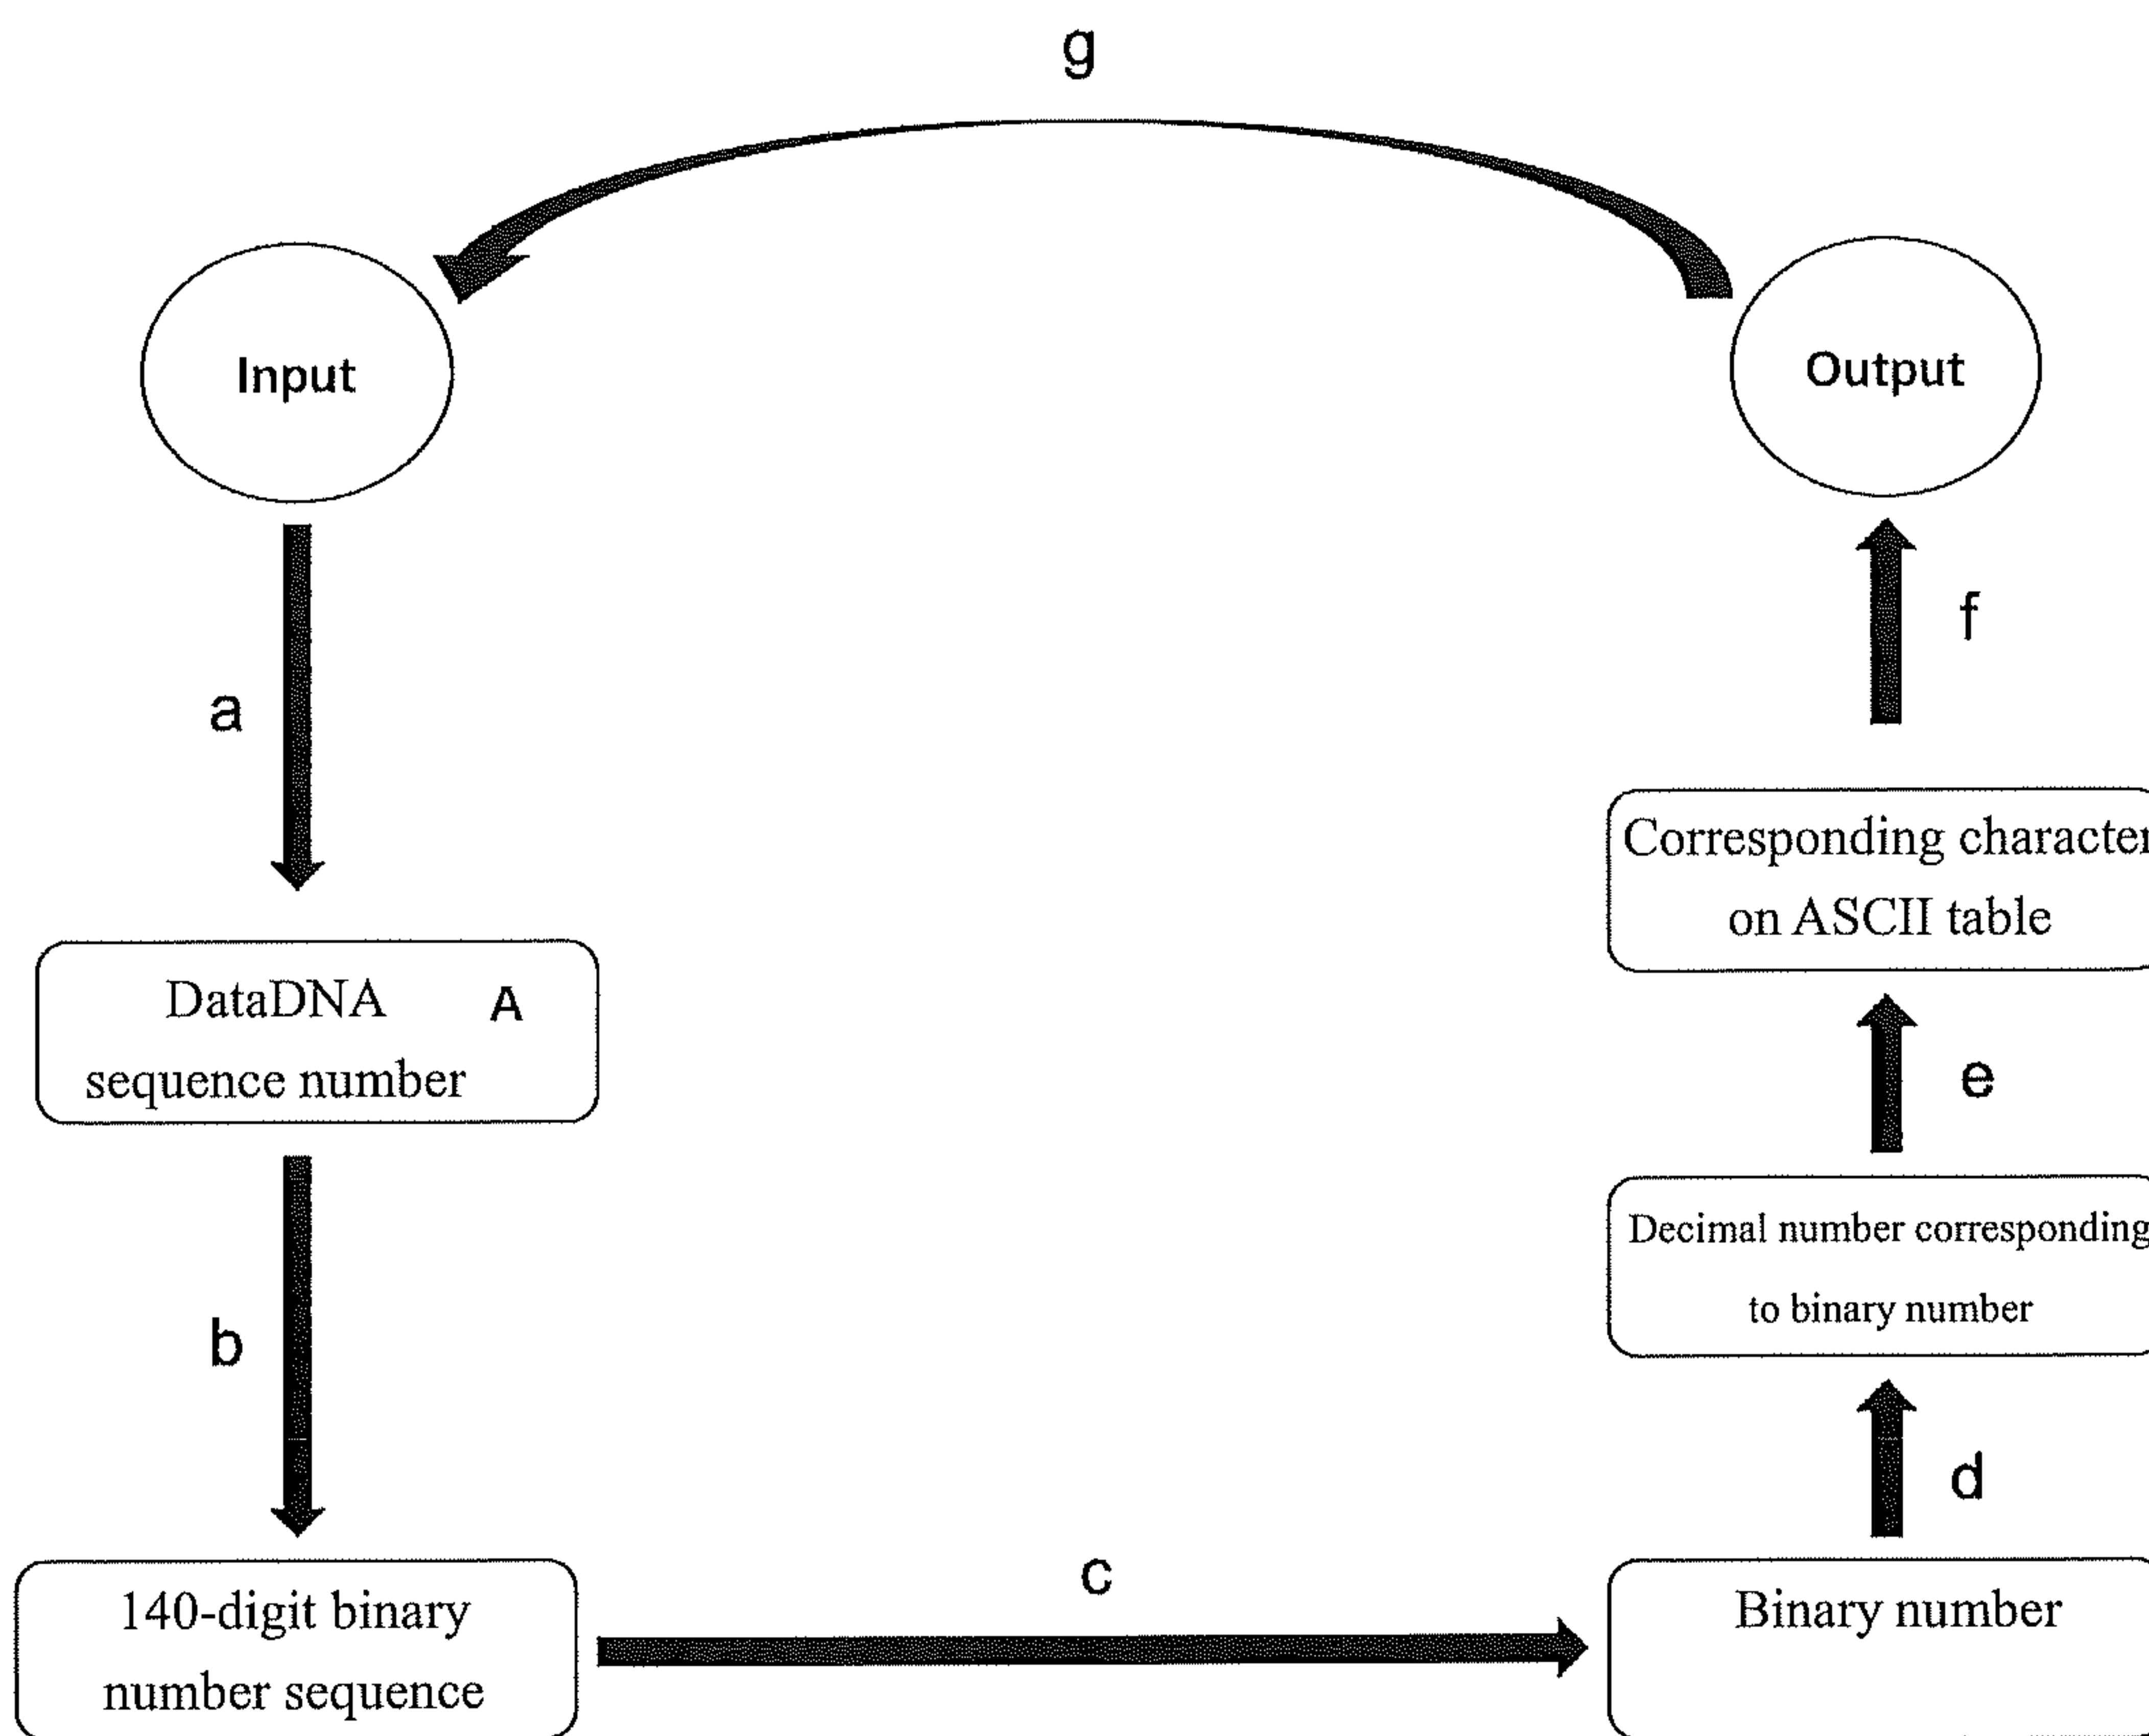 g
Input
Output
a
f
Corresponding character
on ASCII table
DataDNA A
sequence number
e
Decimal number corresponding
to binary number
b
d
c
140-digit binary
number sequence
Binary number